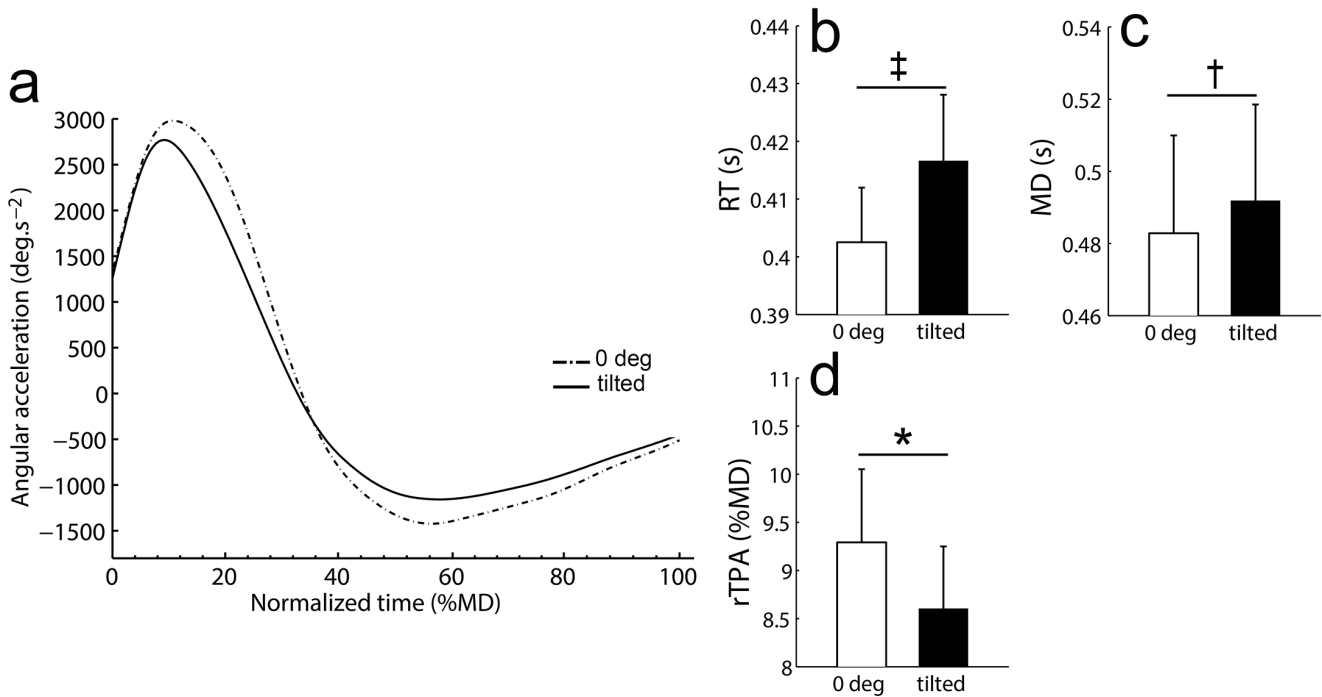 a
Angular acceleration (deg.s−2)
3000
2500
2000
1500
1000
500
0
−500
−1000
−1500
0 20 40 60 80 100
Normalized time (%MD)
0 deg
tilted
b
RT (s)
0.44
0.43
0.42
0.41
0.4
0.39
‡
0 deg tilted
c
MD (s)
0.54
0.52
0.5
0.48
0.46
†
0 deg tilted
d
rTPA (%MD)
11
10.5
10
9.5
9
8.5
8
*
0 deg tilted